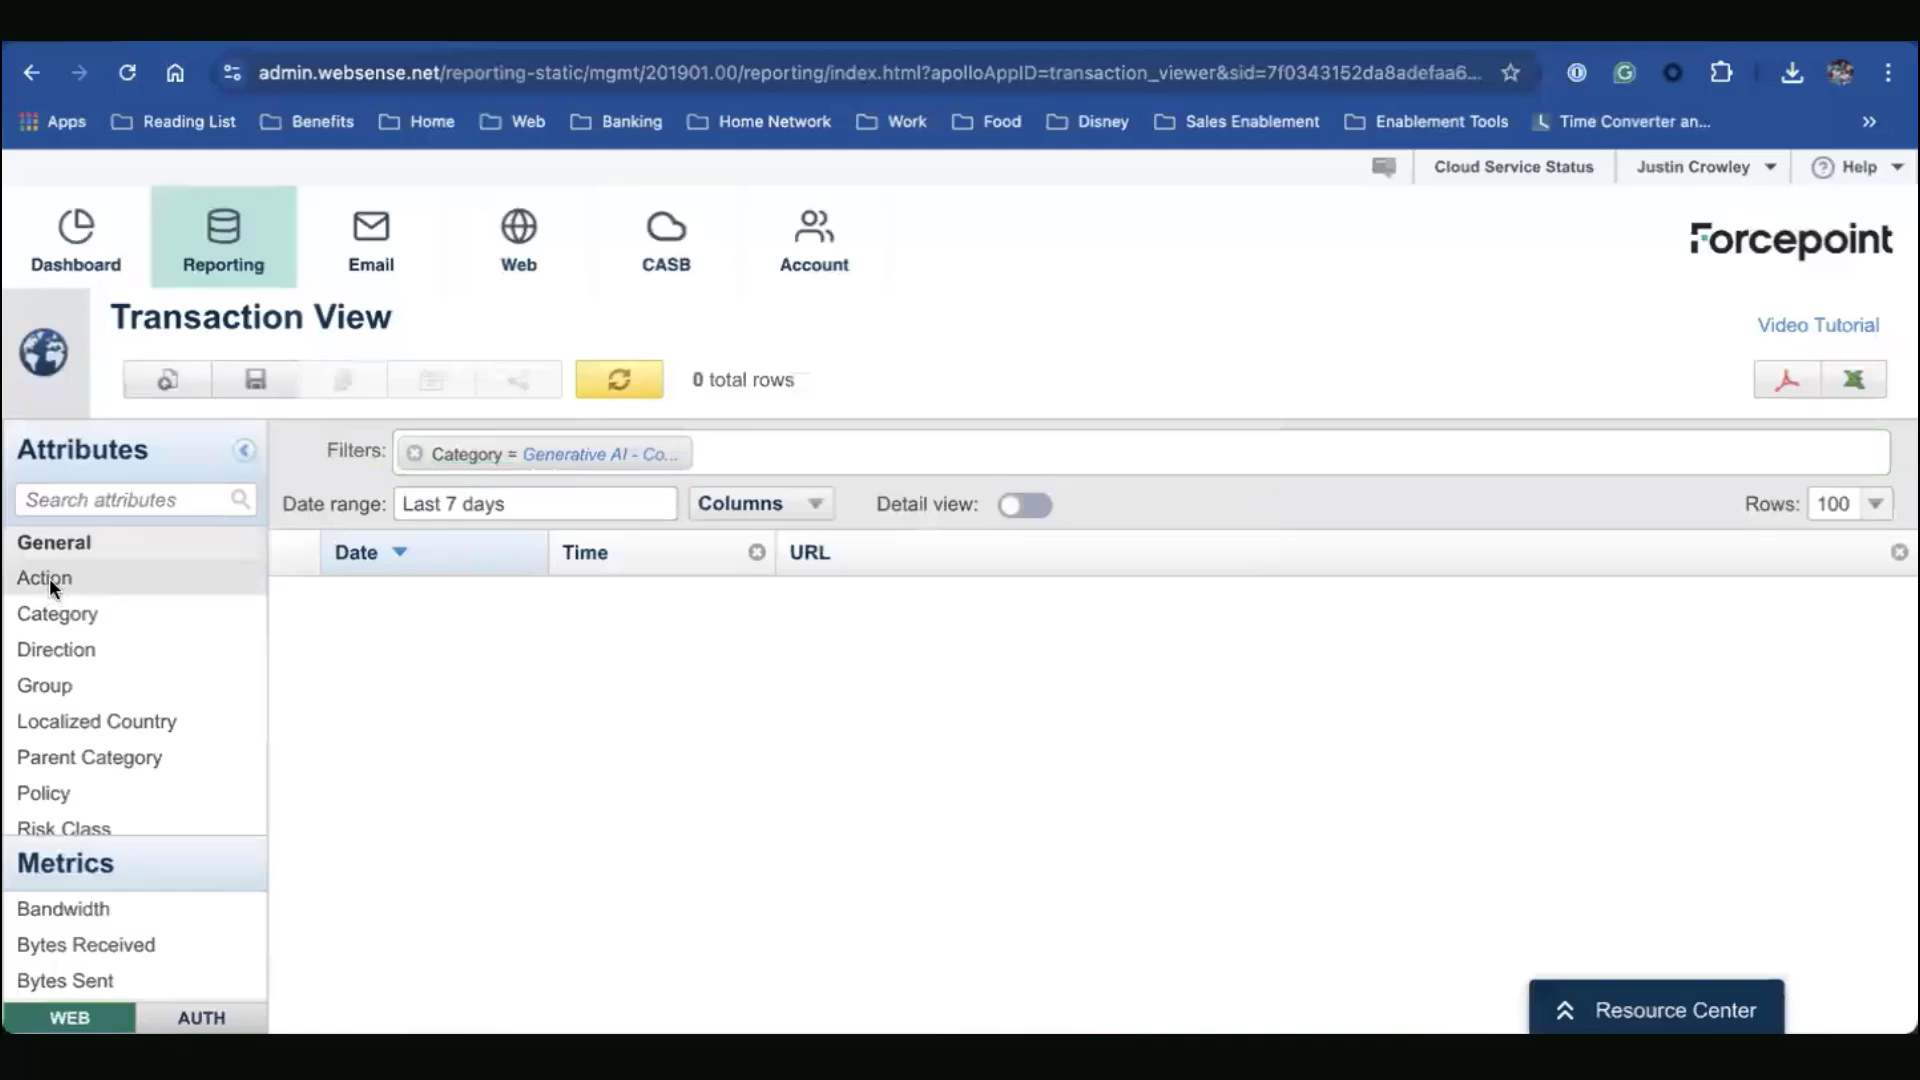 admin.websense.net/reporting-static/mgmt/201901.00/reporting/index.html?apolloAppID=transaction_viewer&sid=7f0343152da8adefaa6...
Apps Reading List Benefits Home Web Banking Home Network Work Food Disney Sales Enablement Enablement Tools Time Converter an... »
Cloud Service Status Justin Crowley Help
Dashboard Reporting Email Web CASB Account
Forcepoint
Transaction View
Video Tutorial
0 total rows
Attributes
Filters: Category = Generative AI - Co...
Search attributes
Date range: Last 7 days Columns Detail view: Rows: 100
General
Date Time URL
Action
Category
Direction
Group
Localized Country
Parent Category
Policy
Risk Class
Metrics
Bandwidth
Bytes Received
Bytes Sent
WEB AUTH
Resource Center